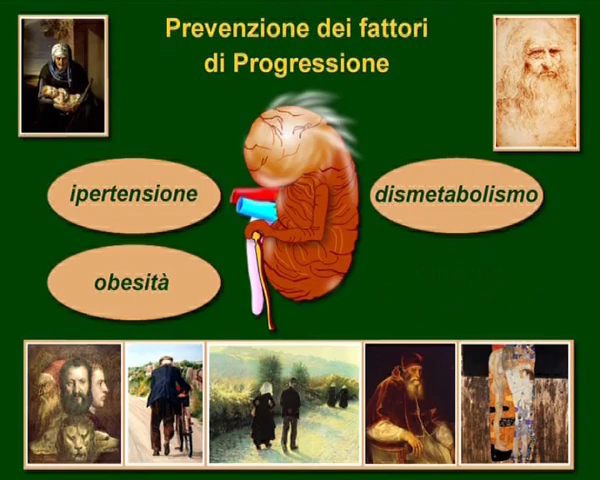 Prevenzione dei fattori
di Progressione
ipertensione
dismetabolismo
obesità